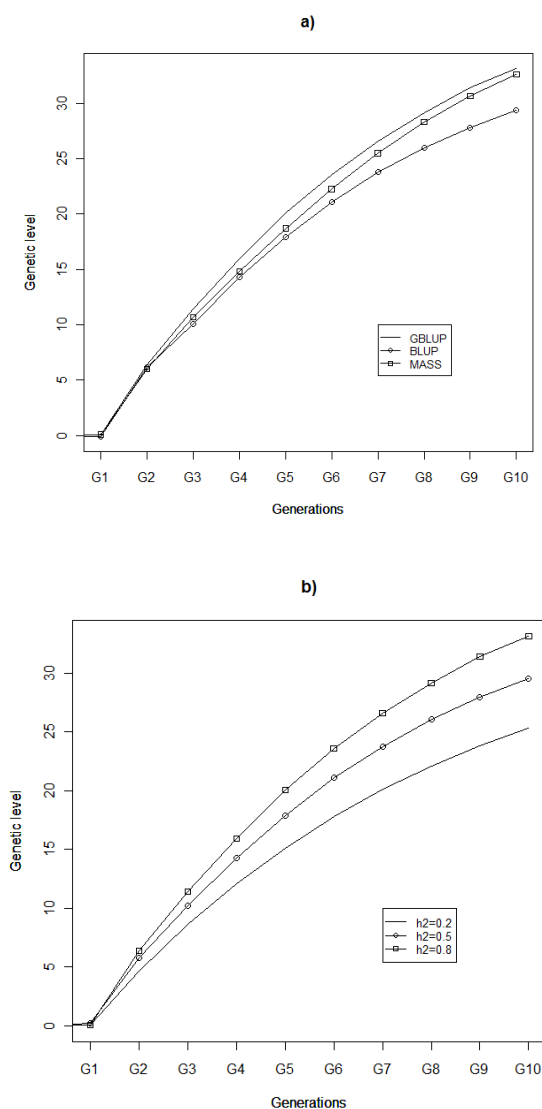 a)
30
25
20
15
10
5
0
Genetic level
GBLUP
BLUP
MASS
G1 G2 G3 G4 G5 G6 G7 G8 G9 G10
Generations
b)
30
25
20
15
10
5
0
Genetic level
h2=0.2
h2=0.5
h2=0.8
G1 G2 G3 G4 G5 G6 G7 G8 G9 G10
Generations